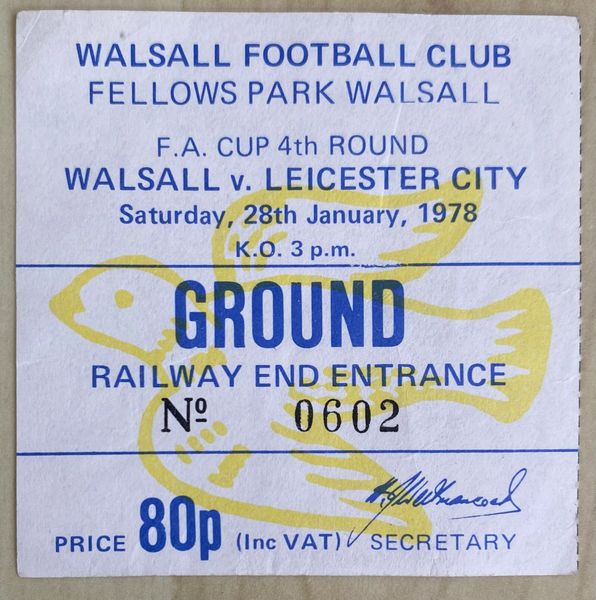 WALSALL FOOTBALL CLUB
FELLOWS PARK WALSALL
F.A. CUP 4th ROUND
WALSALL v. LEICESTER CITY
Saturday, 28th January, 1978
K.O. 3 p.m.
GROUND
RAILWAY END ENTRANCE
Nº 0602
PRICE 80p (Inc VAT) SECRETARY